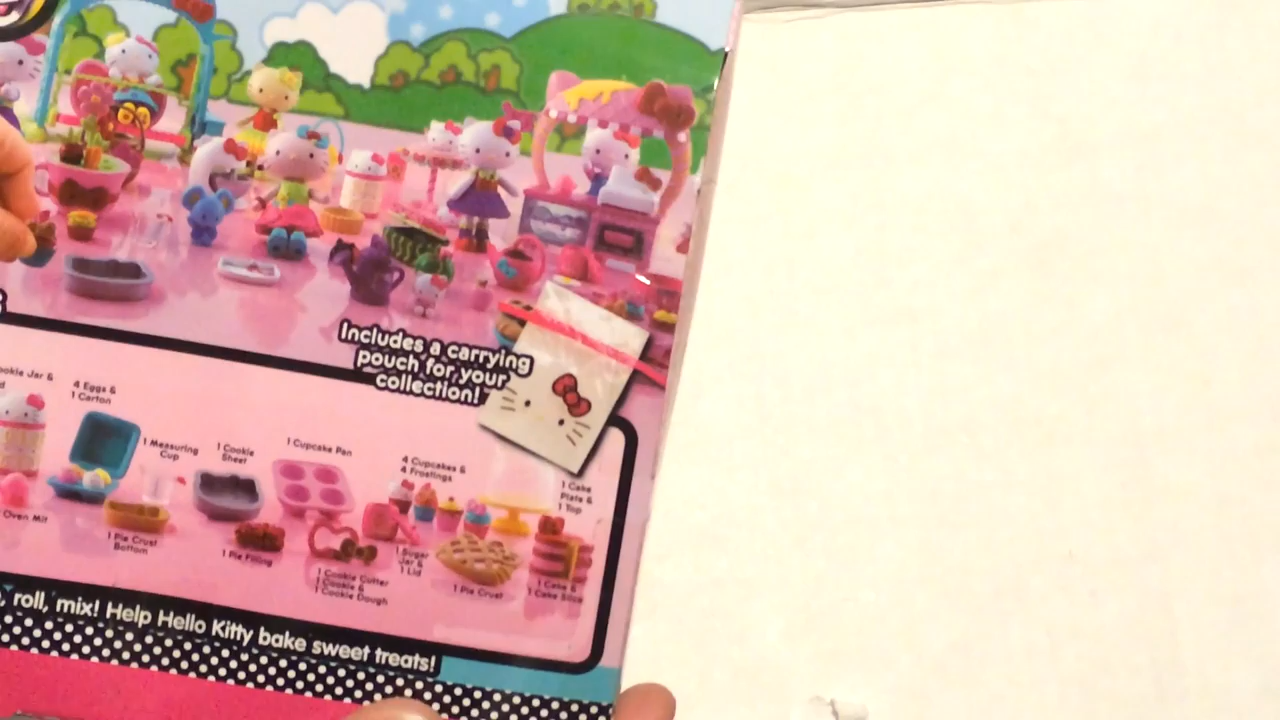 Includes a carrying
pouch for your
collection!
ookie Jar &
4 Eggs &
1 Carton
1 Measuring
Cup
1 Cookie
Sheet
1 Cupcake Pan
4 Cupcakes &
4 Frostings
1 Cake
Plate &
1 Top
Oven Mit
1 Pie Crust
Bottom
1 Pie Filling
1 Cookie Cutter
1 Cookie &
1 Cookie Dough
1 Sugar
Jar &
1 Lid
1 Pie Crust
1 Cake &
1 Cake Slice
, roll, mix! Help Hello Kitty bake sweet treats!